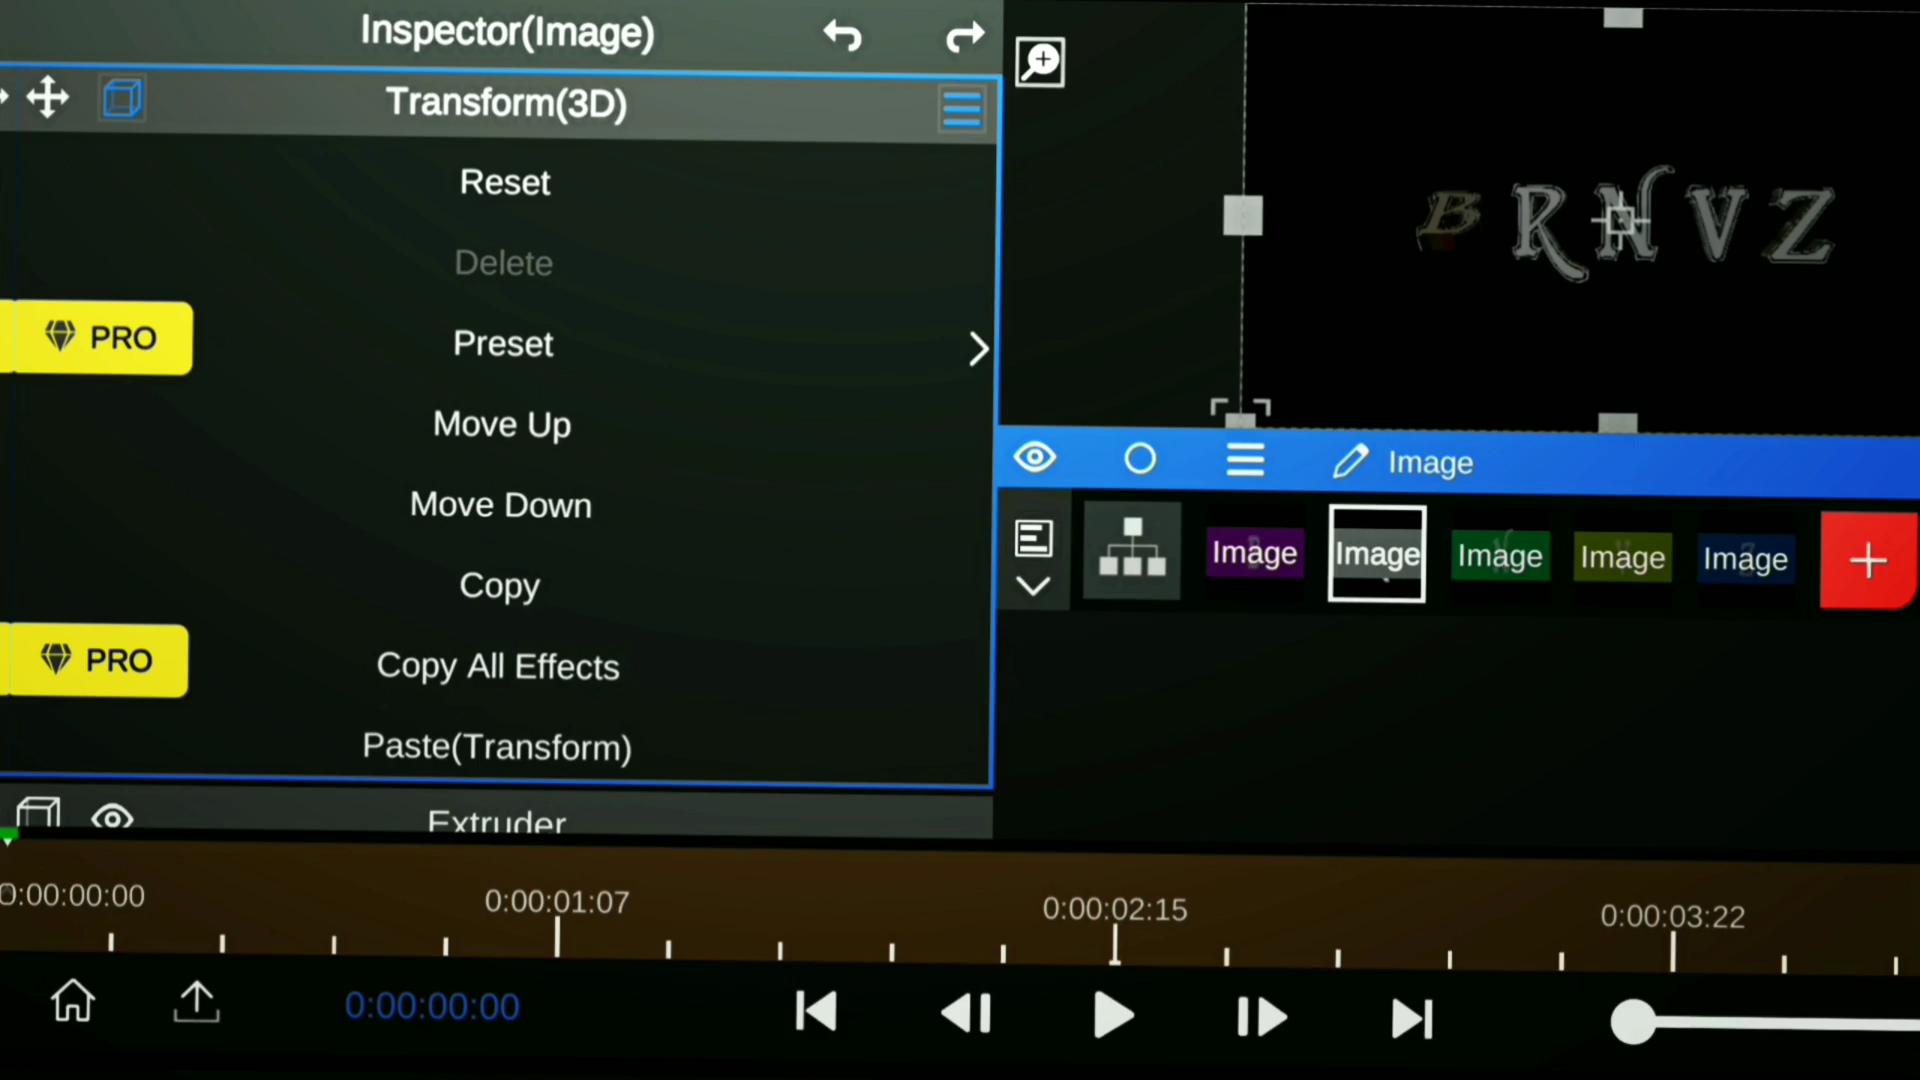 Inspector(Image)
Transform(3D)
Reset
Delete
PRO
Preset
Move Up
Move Down
Copy
PRO
Copy All Effects
Paste(Transform)
Extruder
B R N V Z
Image
Image
Image
Image
Image
Image
0:00:00:00
0:00:01:07
0:00:02:15
0:00:03:22
0:00:00:00